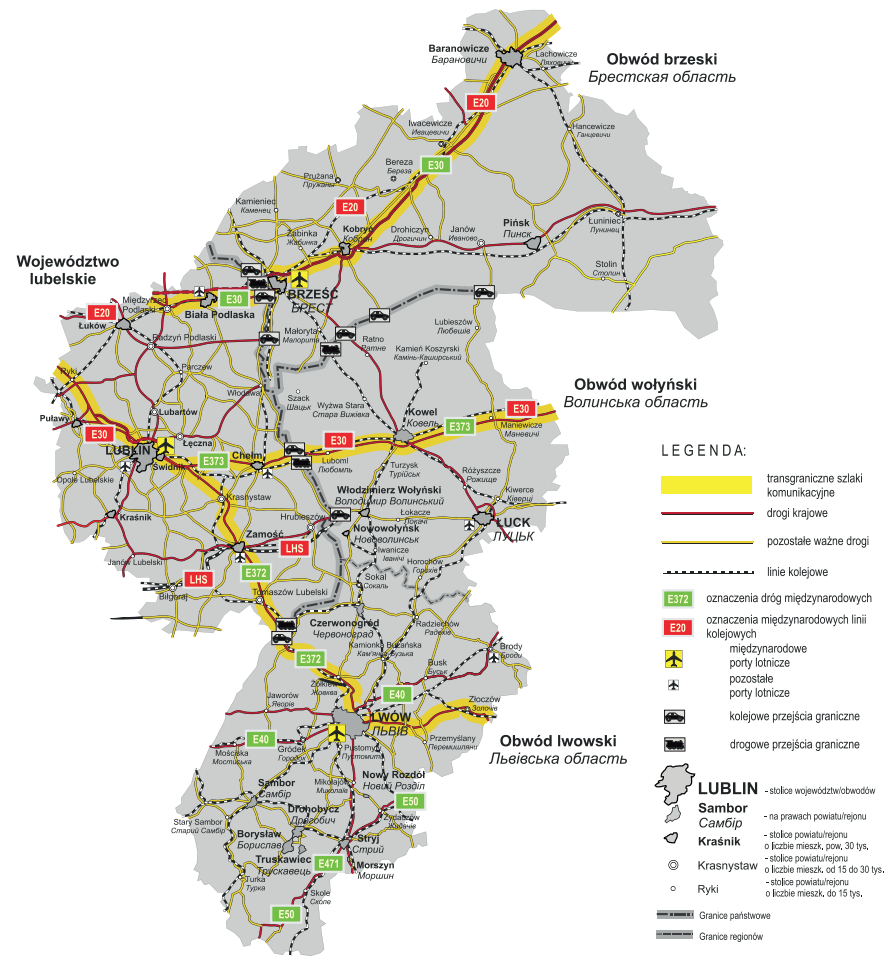 Baranowicze
Барановичи
Lachowicze
Ляховичи
Obwód brzeski
Брестская область
E20
Iwacewicze
Ивацевичи
Hancewicze
Ганцевичи
E30
Bereza
Береза
Prużana
Пружаны
Kamieniec
Каменец
E20
Żabinka
Жабинка
Kobryń
Кобрин
Drohiczyn
Дрогичин
Janów
Иваново
Pińsk
Пинск
Łuniniec
Лунинец
Stolin
Столин
Województwo
lubelskie
Międzyrzec
Podlaski
E30
Biała Podlaska
BRZEŚĆ
БРЕСТ
E20
Łuków
Radzyń Podlaski
Małoryta
Малорита
Ratno
Ратне
Lubieszów
Любешів
Kamień Koszyrski
Камінь-Каширський
Parczew
Ryki
Włodawa
Szack
Шацьк
Wyżwa Stara
Стара Вижівка
Obwód wołyński
Волинська область
Kowel
Ковель
E373
E30
Maniewicze
Маневичі
Puławy
E30
Lubartów
Łęczna
LUBLIN
Świdnik
E373
Chełm
E30
Luboml
Любомль
Turzysk
Турійськ
Różyszcze
Рожище
Kiwerce
Ківерці
Opole Lubelskie
Krasnystaw
Włodzimierz Wołyński
Володимир Волинський
Hrubieszów
Łokacze
Локачі
ŁUCK
ЛУЦЬК
Kraśnik
Nowowołyńsk
Нововолинськ
Zamość
LHS
Iwanicze
Іваничі
Janów Lubelski
LHS
E372
Horochów
Горохів
Sokal
Сокаль
Biłgoraj
Tomaszów Lubelski
Czerwonogród
Червоноград
Radziechów
Радехів
E372
Kamionka Bużańska
Кам'янка-Бузька
Brody
Броди
Busk
Буськ
Żółkiew
Жовква
Jaworów
Яворів
E40
Złoczów
Золочів
LWÓW
ЛЬВІВ
E40
Mościska
Мостиська
Gródek
Городок
Pustomyty
Пустомити
Przemyślany
Перемишляни
Obwód lwowski
Львівська область
Sambor
Самбір
Mikołajów
Миколаїв
Nowy Rozdół
Новий Розділ
E50
Stary Sambor
Старий Самбір
Drohobycz
Дрогобич
Żydaczów
Жидачів
Borysław
Борислав
Stryj
Стрий
Truskawiec
Трускавець
E471
Morszyn
Моршин
Turka
Турка
Skole
Сколе
E50
LEGENDA:
transgraniczne szlaki
komunikacyjne
drogi krajowe
pozostałe ważne drogi
linie kolejowe
E372
oznaczenia dróg międzynarodowych
E20
oznaczenia międzynarodowych linii
kolejowych
międzynarodowe
porty lotnicze
pozostałe
porty lotnicze
kolejowe przejścia graniczne
drogowe przejścia graniczne
LUBLIN
- stolice województw/obwodów
Sambor
Самбір
- na prawach powiatu/rejonu
Kraśnik
- stolice powiatu/rejonu
o liczbie mieszk. pow. 30 tys.
Krasnystaw
- stolice powiatu/rejonu
o liczbie mieszk. od 15 do 30 tys.
Ryki
- stolice powiatu/rejonu
o liczbie mieszk. do 15 tys.
Granice państwowe
Granice regionów